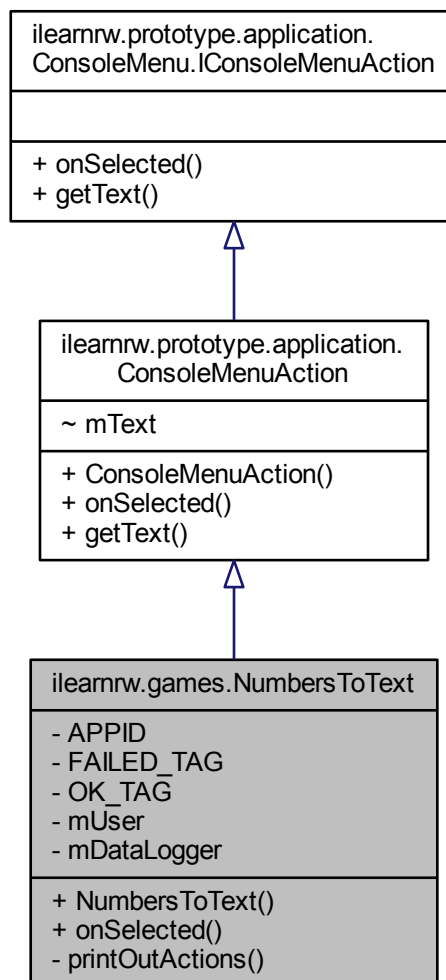 ilearnrw.prototype.application.
ConsoleMenu.IConsoleMenuAction
+ onSelected()
+ getText()
ilearnrw.prototype.application.
ConsoleMenuAction
~ mText
+ ConsoleMenuAction()
+ onSelected()
+ getText()
ilearnrw.games.NumbersToText
- APPID
- FAILED_TAG
- OK_TAG
- mUser
- mDataLogger
+ NumbersToText()
+ onSelected()
- printOutActions()